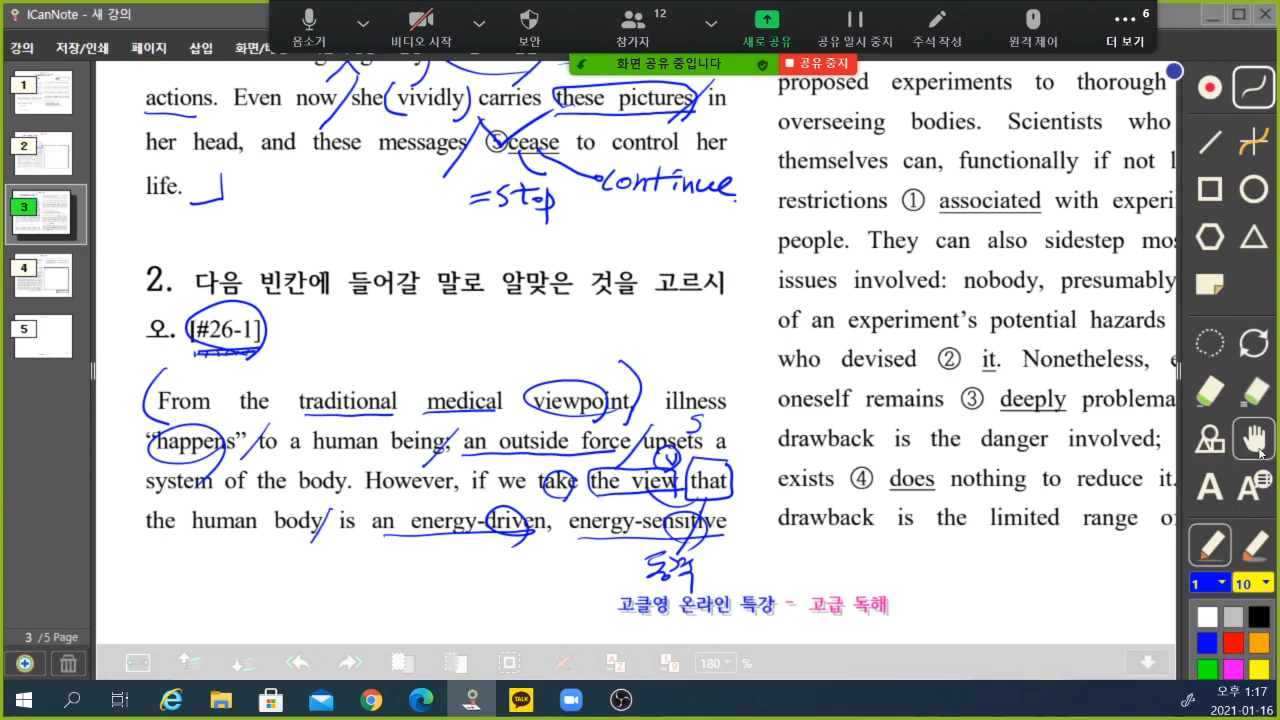 ICanNote - 새 강의
음소거
비디오 시작
보안
12
참가자
새로 공유
공유 일시 중지
주석 작성
원격 제어
6
더 보기
화면 공유 중입니다
공유 중지
강의 저장/인쇄 페이지 삽입
1
2
3
4
5
3 /5 Page
actions. Even now she vividly carries these pictures in
her head, and these messages ⑤cease to control her
life.
=stop
continue
2. 다음 빈칸에 들어갈 말로 알맞은 것을 고르시
오. [#26-1]
From the traditional medical viewpoint, illness
“happens” to a human being; an outside force upsets a
S
V
system of the body. However, if we take the view that
the human body is an energy-driven, energy-sensitive
동격
proposed experiments to thorough
overseeing bodies. Scientists who
themselves can, functionally if not
restrictions ① associated with
people. They can also sidestep
issues involved: nobody, presumably
of an experiment’s potential hazards
who devised ② it. Nonetheless,
oneself remains ③ deeply
drawback is the danger involved;
exists ④ does nothing to reduce it.
drawback is the limited range
고클영 온라인 특강 - 고급 독해
180 %
1 10
A A
TALK
오후 1:17
2021-01-16